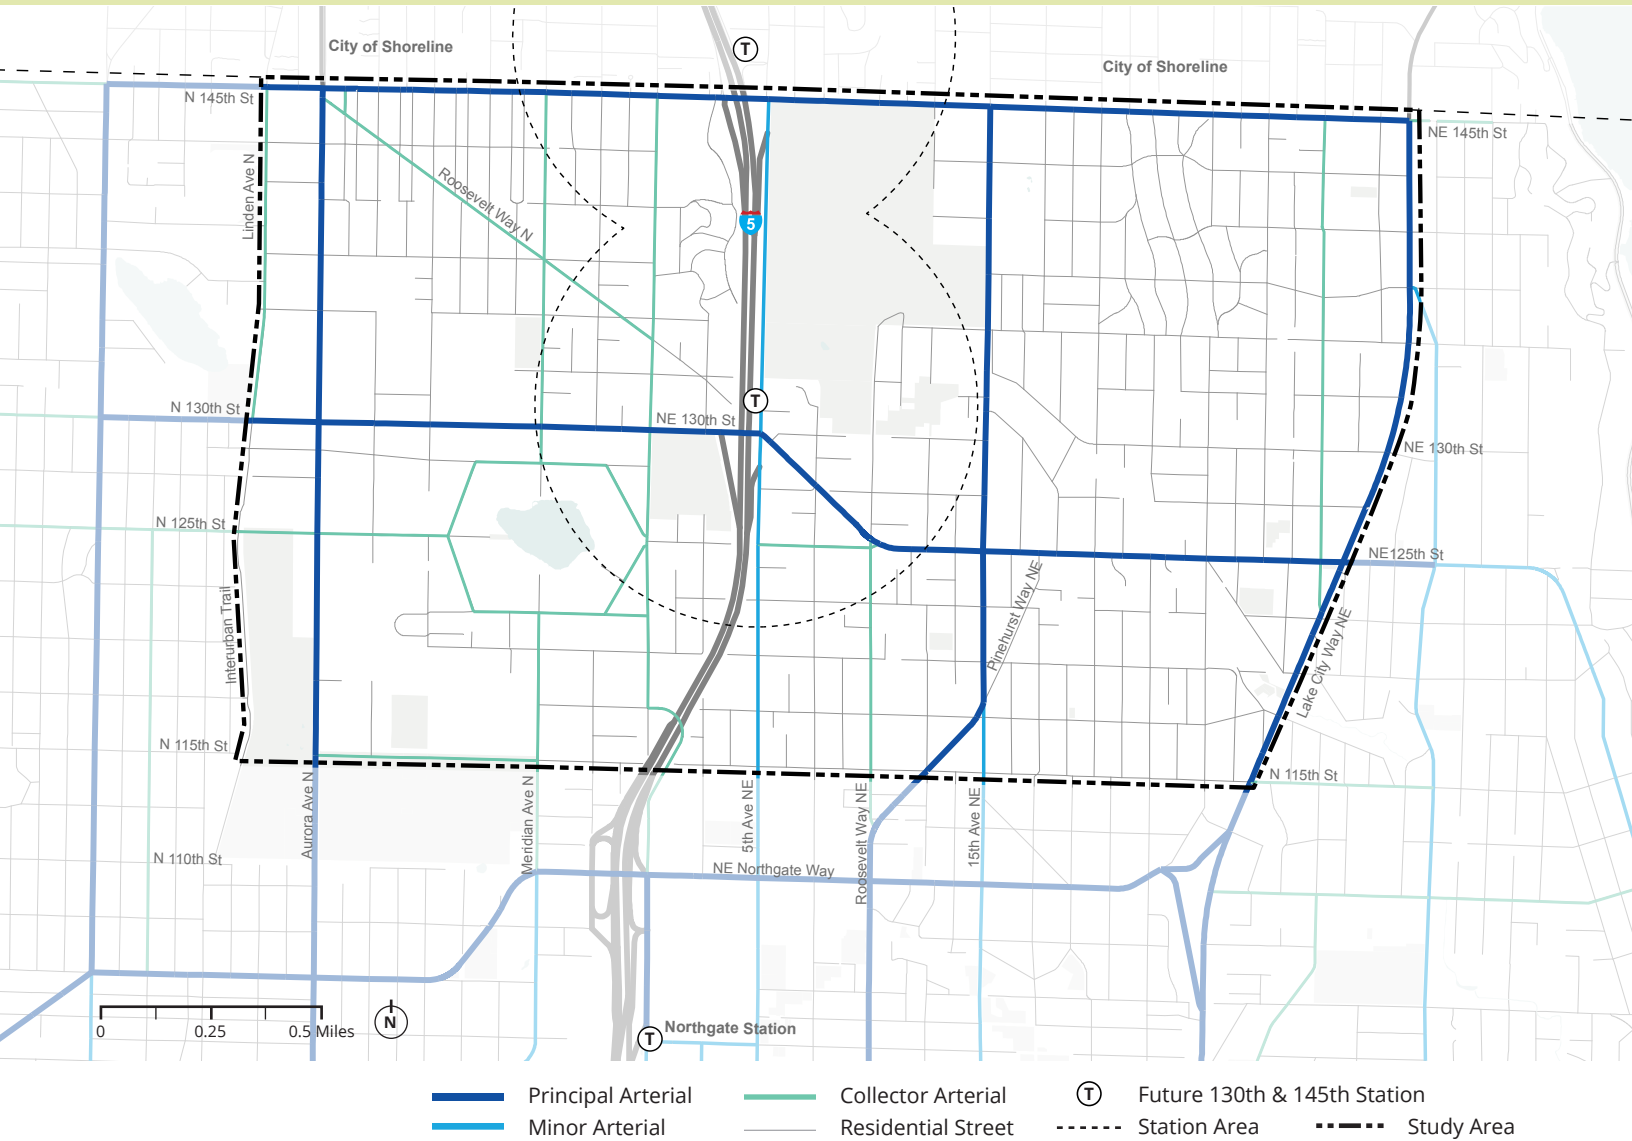 City of Shoreline
T
City of Shoreline
N 145th St
NE 145th St
Linden Ave N
Roosevelt Way N
5
N 130th St
NE 130th St
T
NE 130th St
N 125th St
NE125th St
Interurban Trail
Pinehurst Way NE
Lake City Way NE
N 115th St
N 115th St
Aurora Ave N
Meridian Ave N
5th Ave NE
Roosevelt Way NE
15th Ave NE
N 110th St
NE Northgate Way
0 0.25 0.5 Miles
N
T
Northgate Station
Principal Arterial
Collector Arterial
T
Future 130th & 145th Station
Minor Arterial
Residential Street
Station Area
Study Area